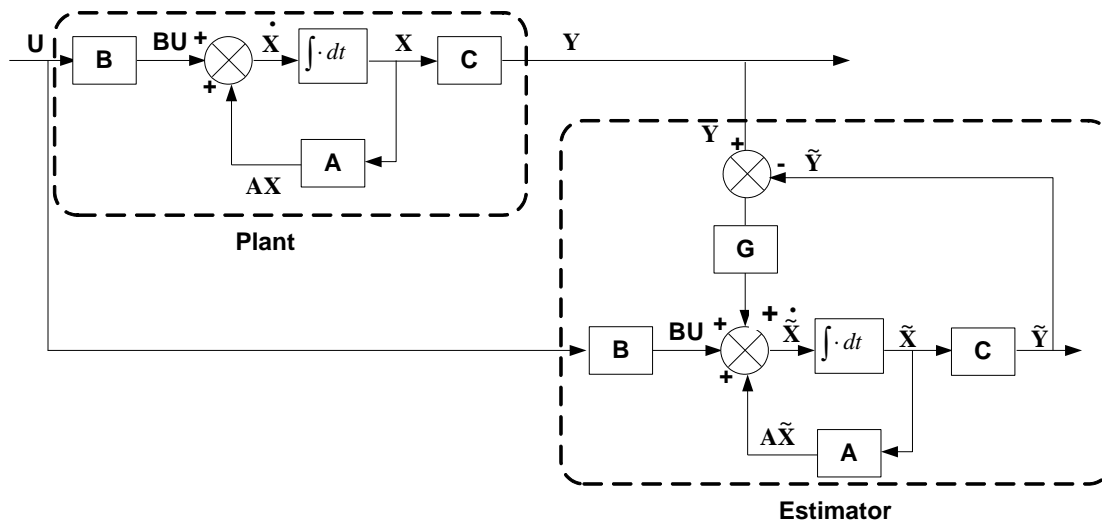 U B BU + Ẋ ∫· dt X C Y
+
A
AX
Plant
Y +
- Ỹ
G
B BU + + X̃̇ ∫· dt X̃ C Ỹ
+
AX̃ A
Estimator